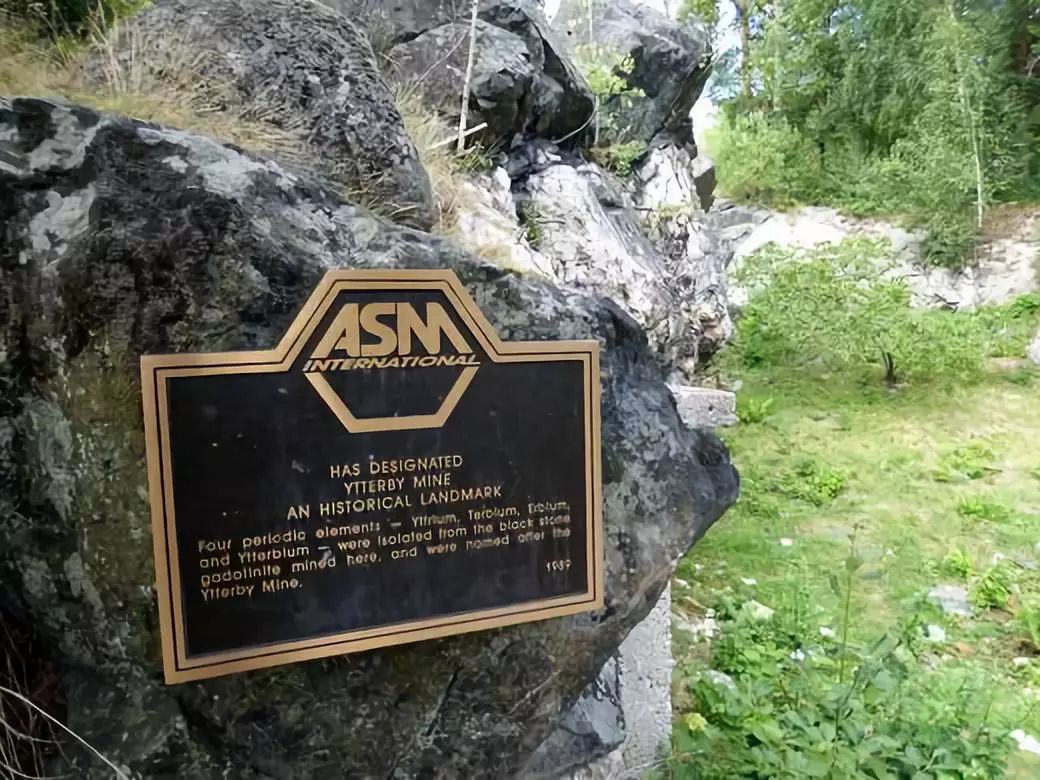 ASM
INTERNATIONAL
HAS DESIGNATED
YTTERBY MINE
AN HISTORICAL LANDMARK
Four periodic elements – Yttrium, Terbium, Erbium,
and Ytterbium – were isolated from the black stone
gadolinite mined here, and were named after the
Ytterby Mine.
1989